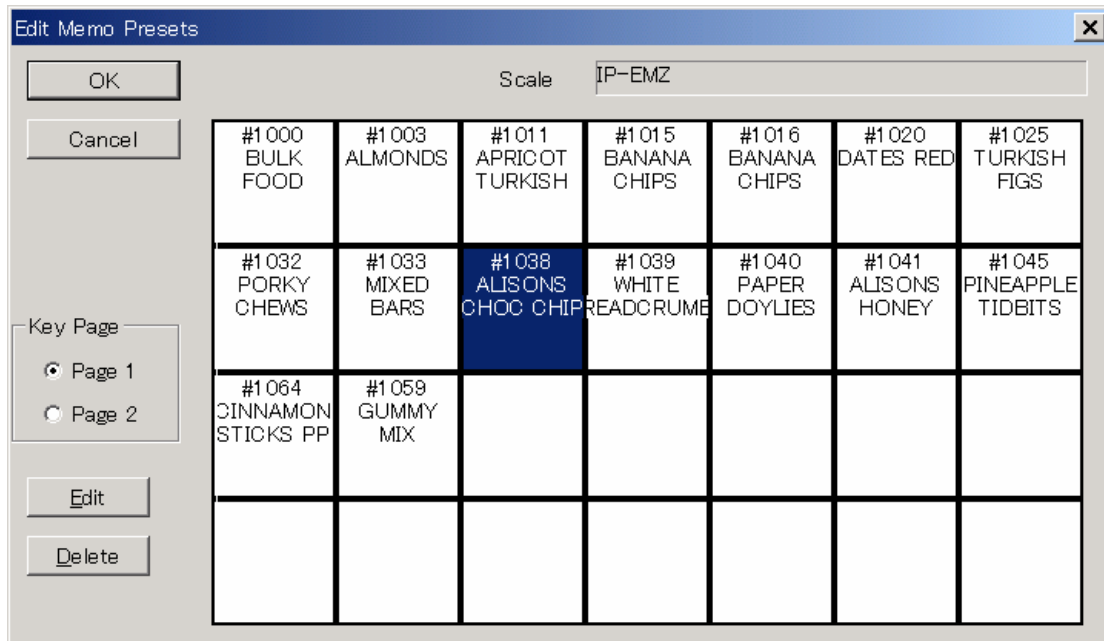 Edit Memo Presets
OK
Scale
IP-EMZ
Cancel
#1000
BULK
FOOD
#1003
ALMONDS
#1011
APRICOT
TURKISH
#1015
BANANA
CHIPS
#1016
BANANA
CHIPS
#1020
DATES RED
#1025
TURKISH
FIGS
#1032
PORKY
CHEWS
#1033
MIXED
BARS
#1038
ALISONS
CHOC CHIP
#1039
WHITE
READCRUMB
#1040
PAPER
DOYLIES
#1041
ALISONS
HONEY
#1045
PINEAPPLE
TIDBITS
Key Page
Page 1
Page 2
#1064
CINNAMON
STICKS PP
#1059
GUMMY
MIX
Edit
Delete